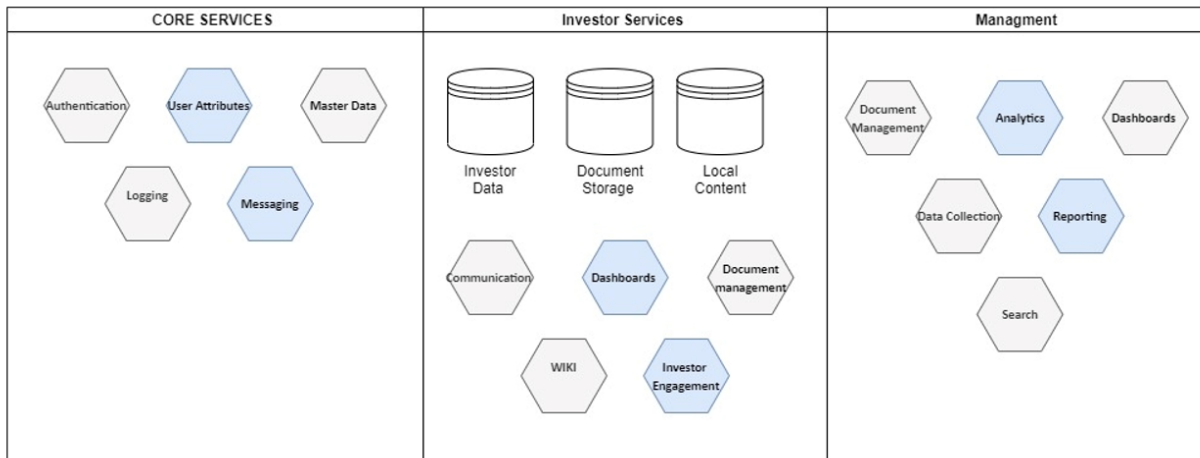 CORE SERVICES
Investor Services
Managment
Authentication
User Attributes
Master Data
Logging
Messaging
Investor
Data
Document
Storage
Local
Content
Communication
Dashboards
Document
management
WIKI
Investor
Engagement
Document
Management
Analytics
Dashboards
Data Collection
Reporting
Search